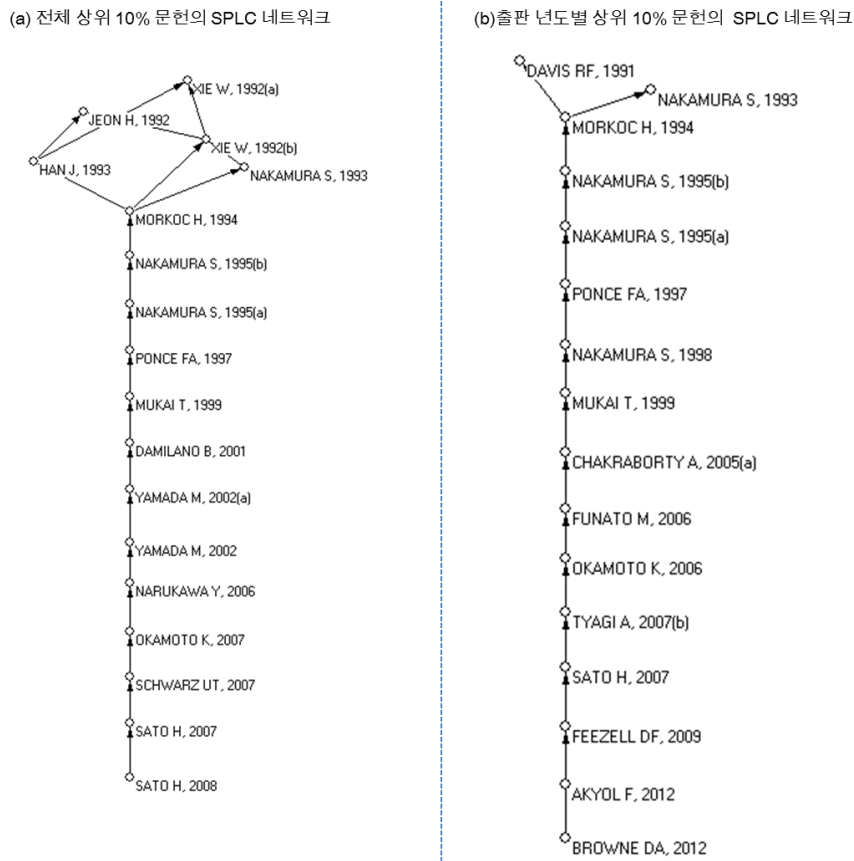 (a) 전체 상위 10% 문헌의 SPLC 네트워크
XIE W, 1992(a)
JEON H, 1992
XIE W, 1992(b)
HAN J, 1993
NAKAMURA S, 1993
MORKOC H, 1994
NAKAMURA S, 1995(b)
NAKAMURA S, 1995(a)
PONCE FA, 1997
MUKAI T, 1999
DAMILANO B, 2001
YAMADA M, 2002(a)
YAMADA M, 2002
NARUKAWA Y, 2006
OKAMOTO K, 2007
SCHWARZ UT, 2007
SATO H, 2007
SATO H, 2008
(b)출판 년도별 상위 10% 문헌의 SPLC 네트워크
DAVIS RF, 1991
NAKAMURA S, 1993
MORKOC H, 1994
NAKAMURA S, 1995(b)
NAKAMURA S, 1995(a)
PONCE FA, 1997
NAKAMURA S, 1998
MUKAI T, 1999
CHAKRABORTY A, 2005(a)
FUNATO M, 2006
OKAMOTO K, 2006
TYAGI A, 2007(b)
SATO H, 2007
FEEZELL DF, 2009
AKYOL F, 2012
BROWNE DA, 2012